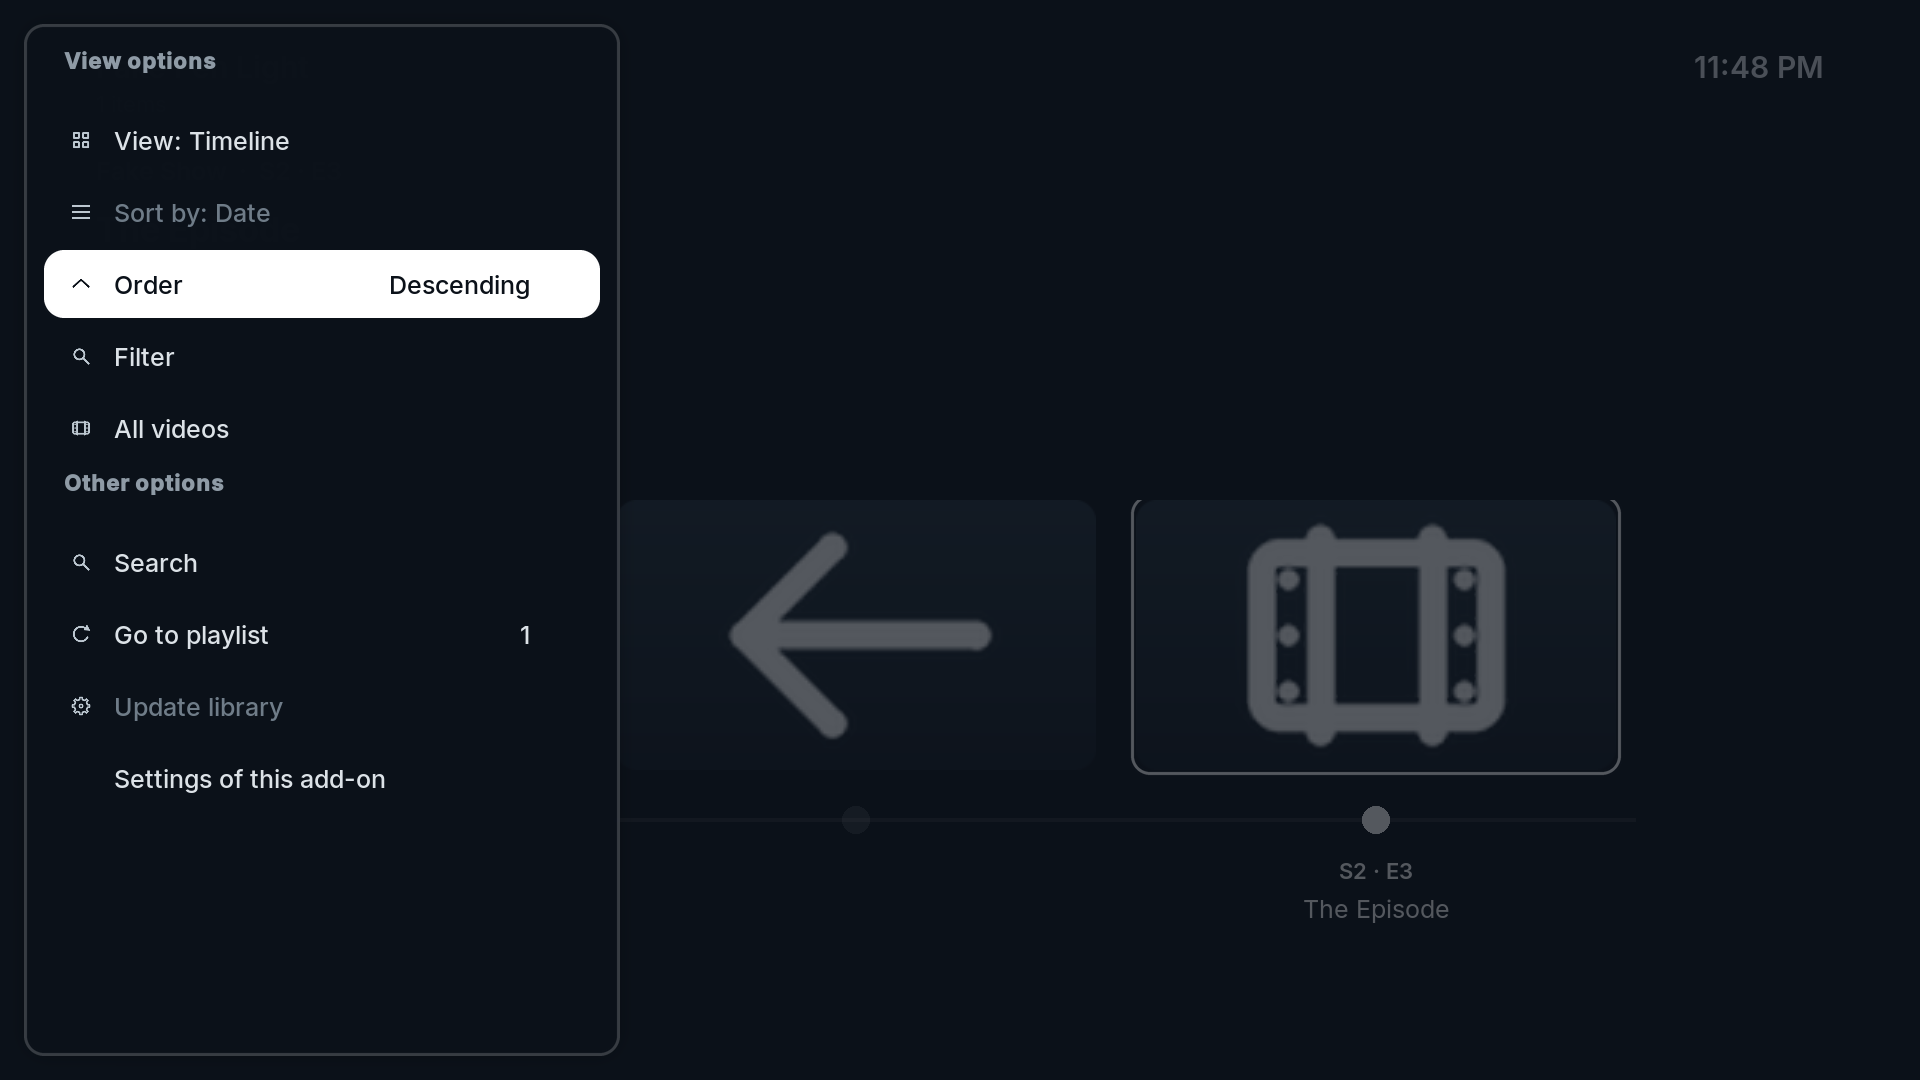 View options
11:48 PM
View: Timeline
Sort by: Date
Order Descending
Filter
All videos
Other options
Search
Go to playlist 1
Update library
Settings of this add-on
S2 · E3
The Episode